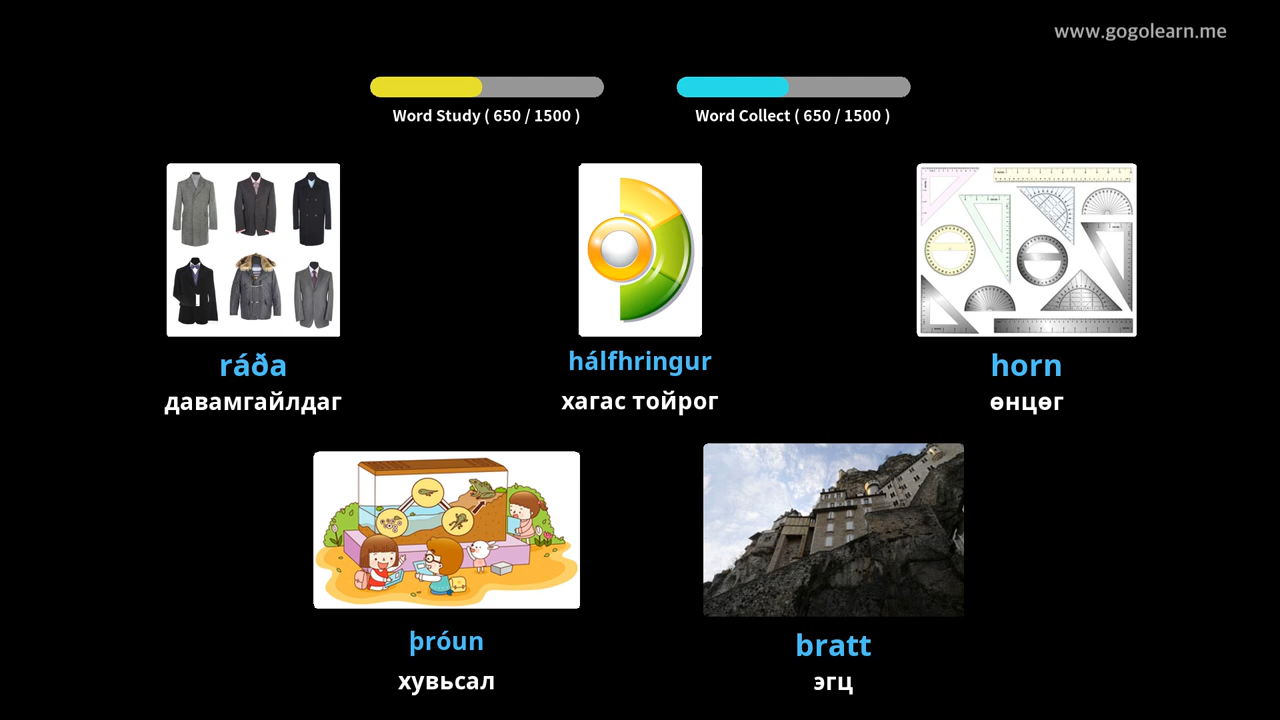 www.gogolearn.me
Word Study ( 650 / 1500 )
Word Collect ( 650 / 1500 )
ráða
давамгайлдаг
hálfhringur
хагас тойрог
horn
өнцөг
þróun
хувьсал
bratt
эгц